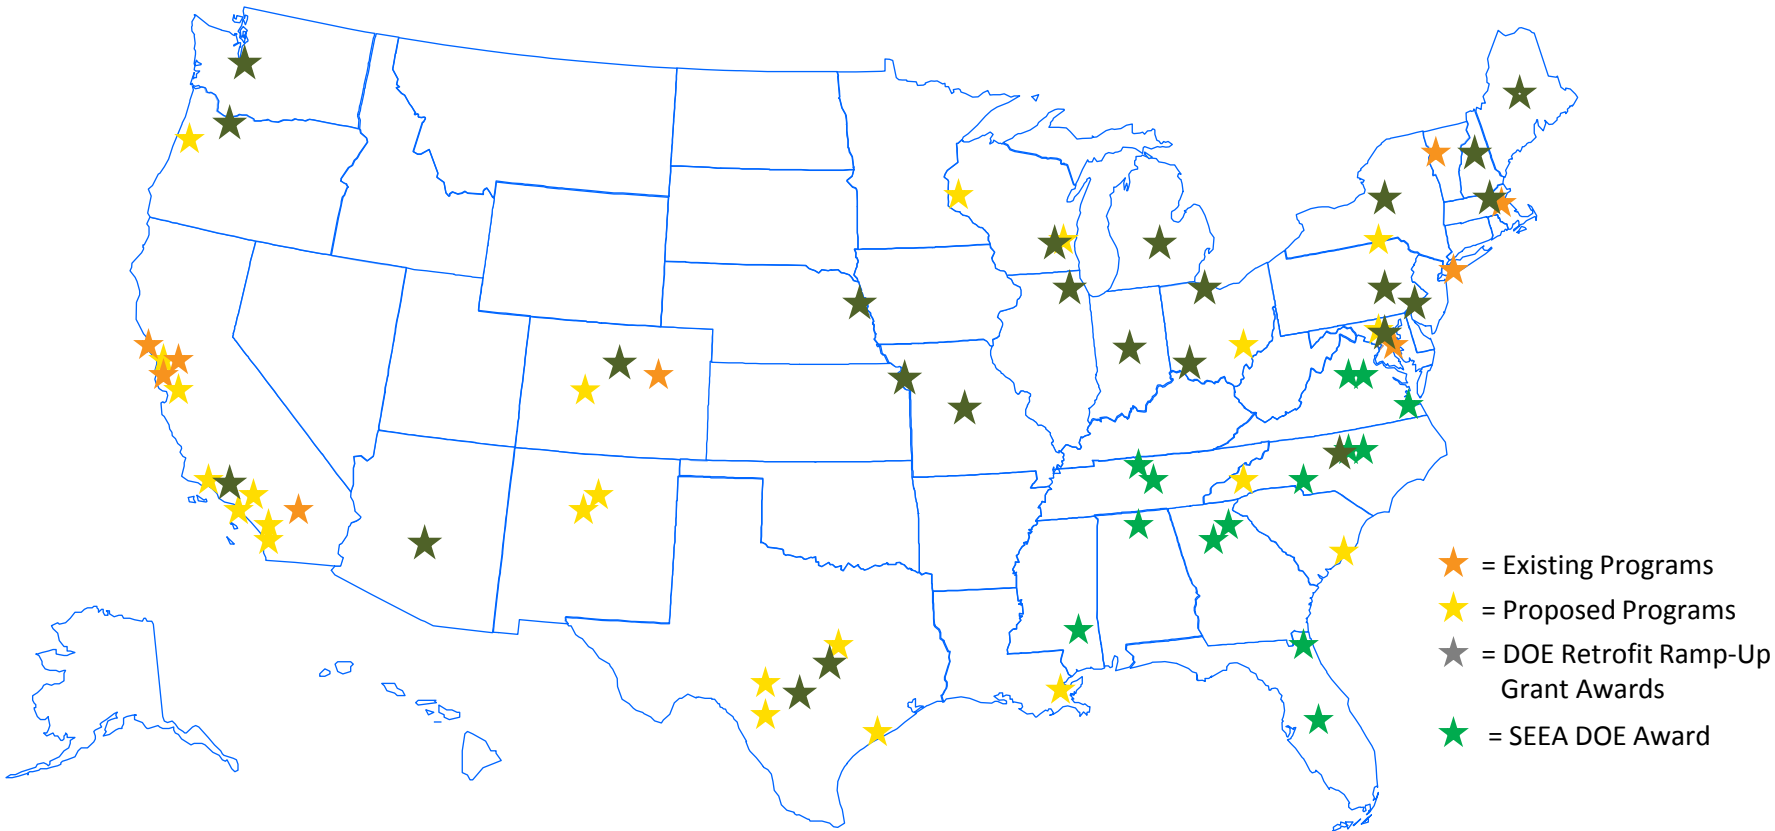 = Existing Programs
= Proposed Programs
= DOE Retrofit Ramp-Up
Grant Awards
= SEEA DOE Award